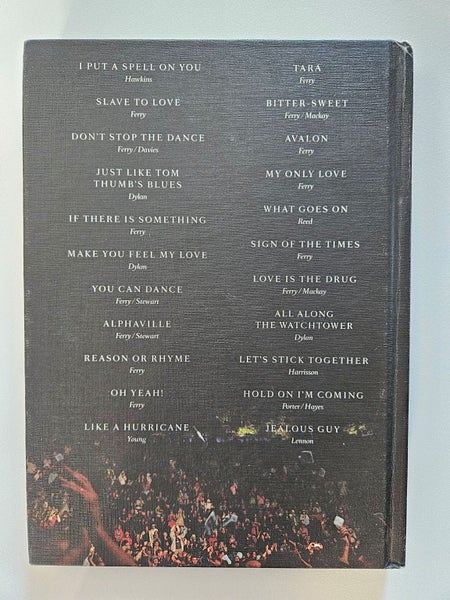 I PUT A SPELL ON YOU
Hawkins
SLAVE TO LOVE
Ferry
DON'T STOP THE DANCE
Ferry / Davies
JUST LIKE TOM
THUMB'S BLUES
Dylan
IF THERE IS SOMETHING
Ferry
MAKE YOU FEEL MY LOVE
Dylan
YOU CAN DANCE
Ferry / Stewart
ALPHAVILLE
Ferry / Stewart
REASON OR RHYME
Ferry
OH YEAH!
Ferry
LIKE A HURRICANE
Young
TARA
Ferry
BITTER-SWEET
Ferry / Mackay
AVALON
Ferry
MY ONLY LOVE
Ferry
WHAT GOES ON
Reed
SIGN OF THE TIMES
Ferry
LOVE IS THE DRUG
Ferry / Mackay
ALL ALONG
THE WATCHTOWER
Dylan
LET'S STICK TOGETHER
Harrisson
HOLD ON I'M COMING
Porter / Hayes
JEALOUS GUY
Lennon